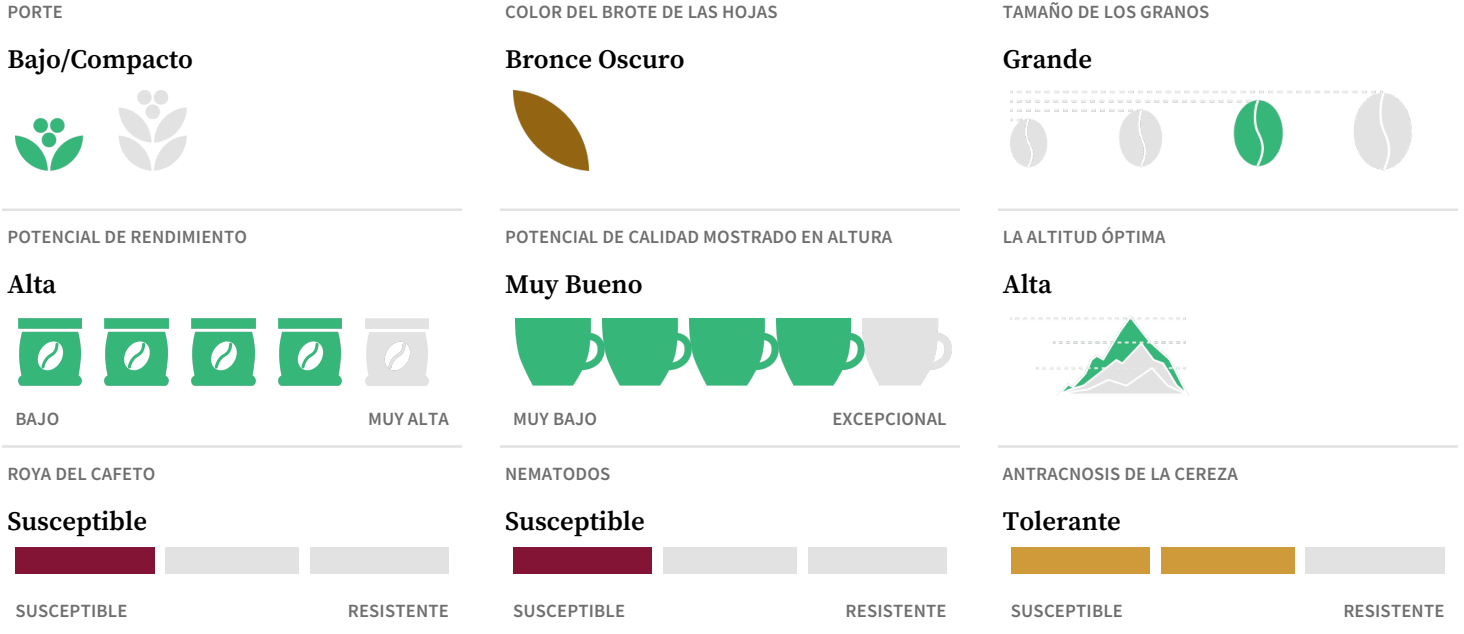 PORTE
Bajo/Compacto
COLOR DEL BROTE DE LAS HOJAS
Bronce Oscuro
TAMAÑO DE LOS GRANOS
Grande
POTENCIAL DE RENDIMIENTO
Alta
BAJO
MUY ALTA
POTENCIAL DE CALIDAD MOSTRADO EN ALTURA
Muy Bueno
MUY BAJO
EXCEPCIONAL
LA ALTITUD ÓPTIMA
Alta
ROYA DEL CAFETO
Susceptible
SUSCEPTIBLE
RESISTENTE
NEMATODOS
Susceptible
SUSCEPTIBLE
RESISTENTE
ANTRACNOSIS DE LA CEREZA
Tolerante
SUSCEPTIBLE
RESISTENTE